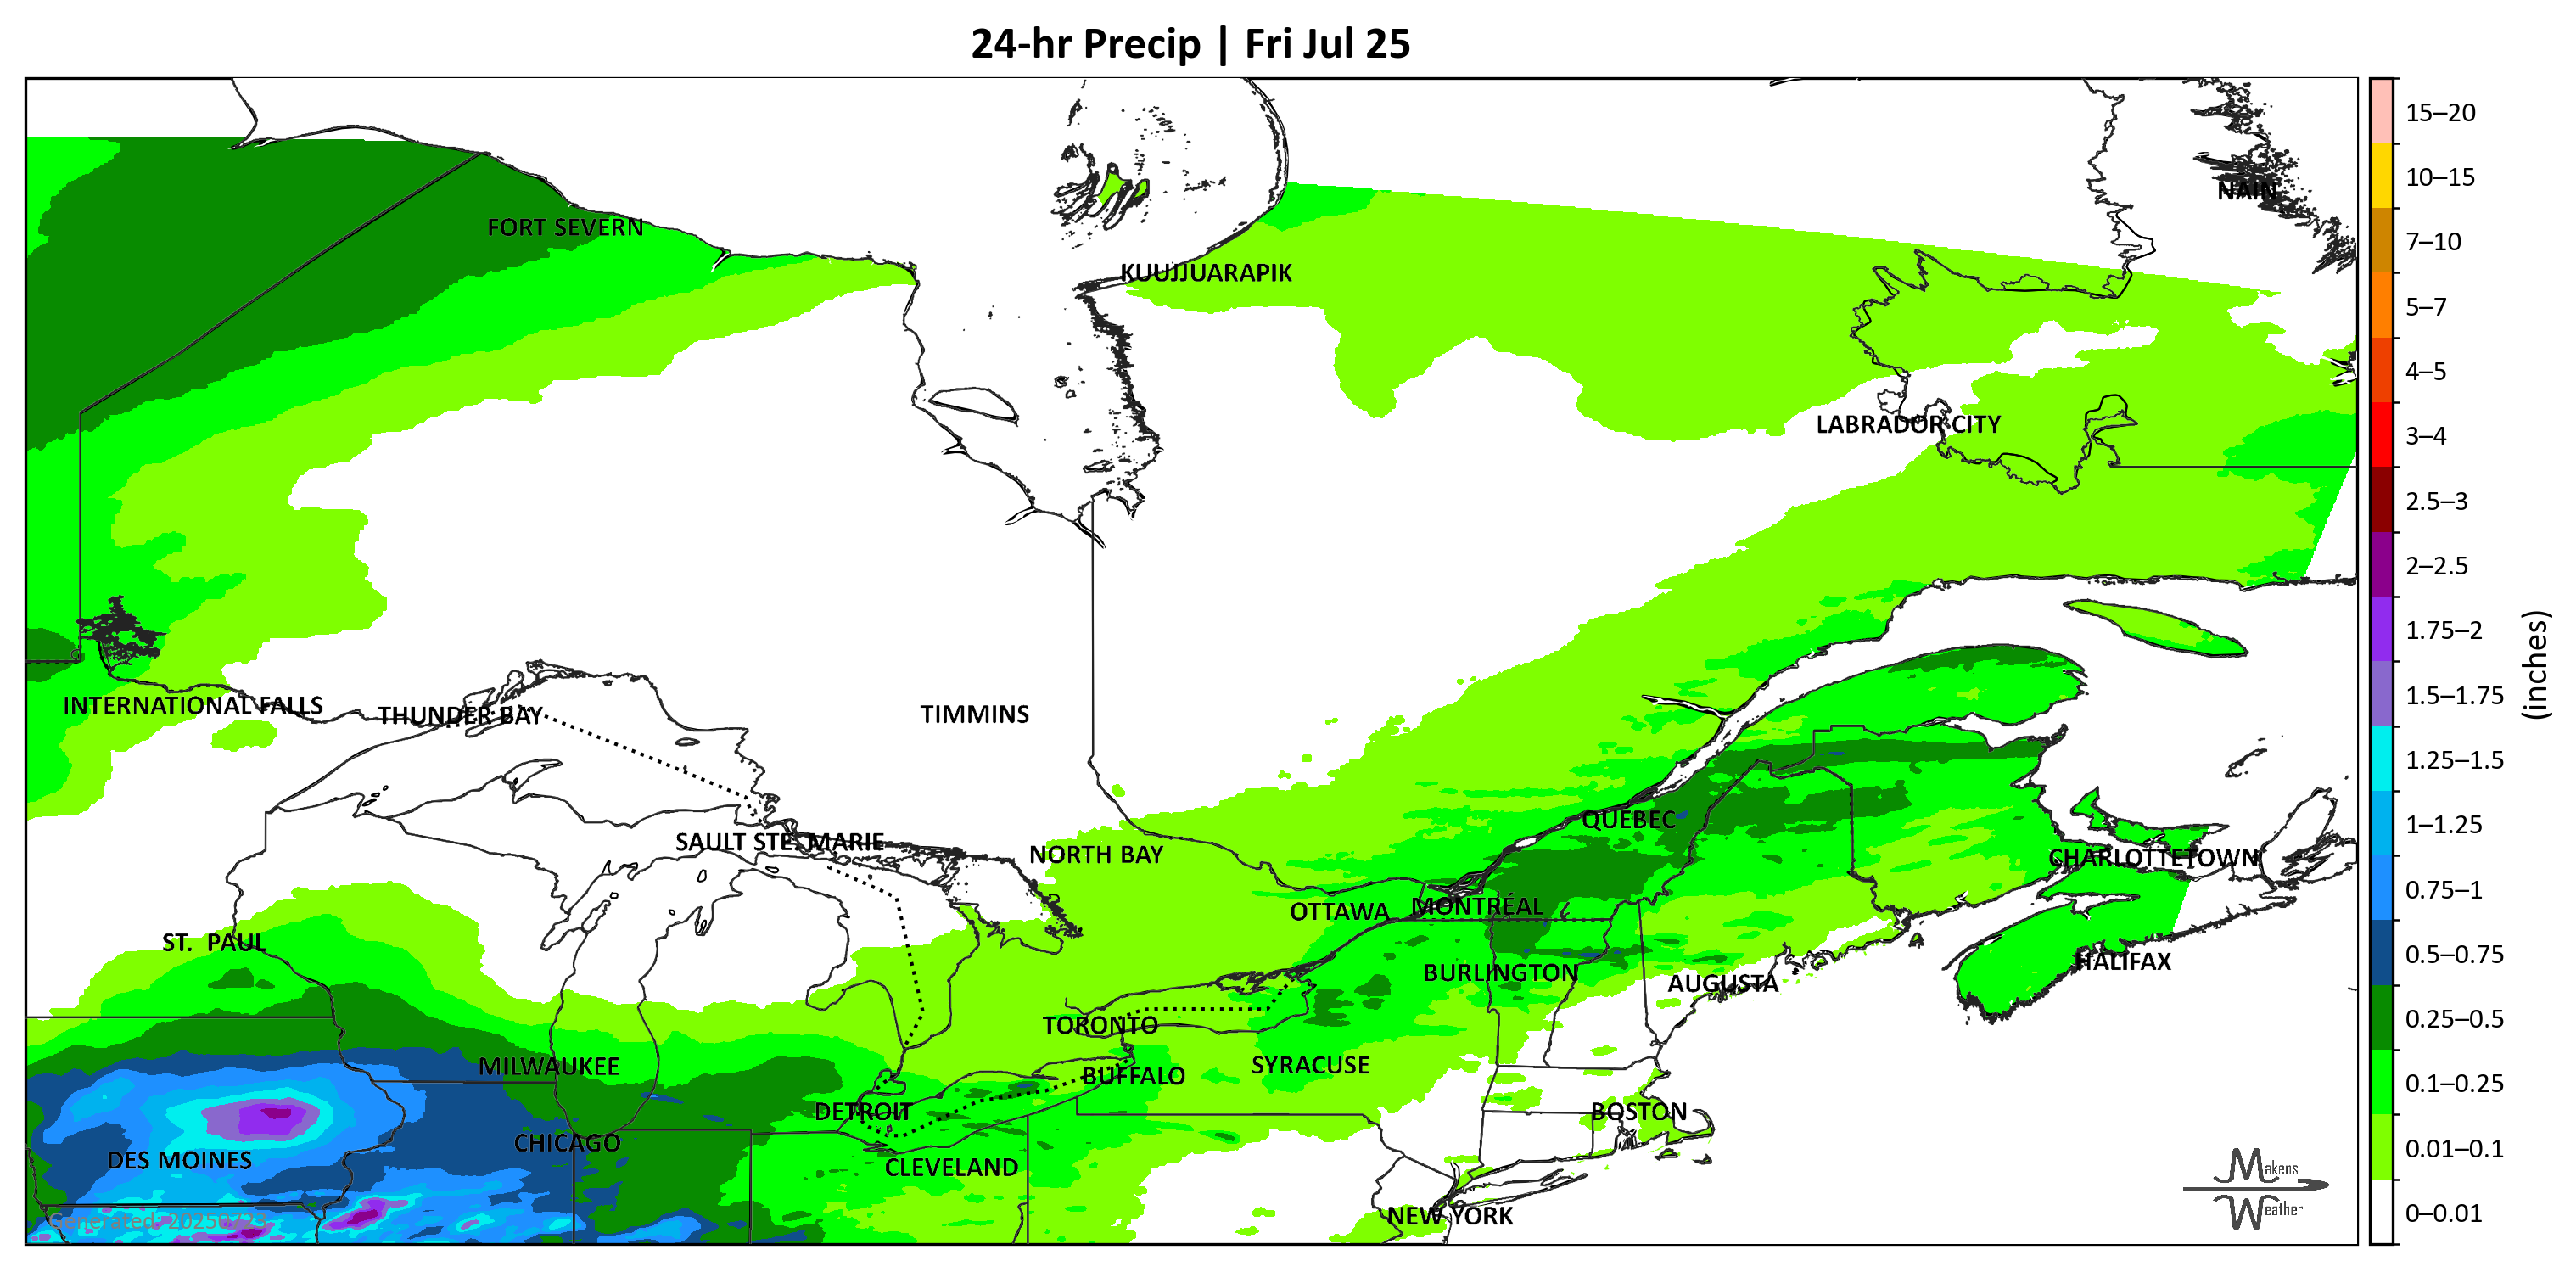 24-hr Precip | Fri Jul 25
NAIN
FORT SEVERN
KUUJJUARAPIK
LABRADOR CITY
INTERNATIONAL FALLS
THUNDER BAY
TIMMINS
SAULT STE. MARIE
NORTH BAY
QUEBEC
CHARLOTTETOWN
OTTAWA
MONTRÉAL
ST. PAUL
BURLINGTON
AUGUSTA
HALIFAX
TORONTO
MILWAUKEE
BUFFALO
SYRACUSE
DETROIT
BOSTON
CHICAGO
DES MOINES
CLEVELAND
NEW YORK
Generated: 20250723
Makens
Weather
15–20
10–15
7–10
5–7
4–5
3–4
2.5–3
2–2.5
1.75–2
1.5–1.75
1.25–1.5
1–1.25
0.75–1
0.5–0.75
0.25–0.5
0.1–0.25
0.01–0.1
0–0.01
(inches)